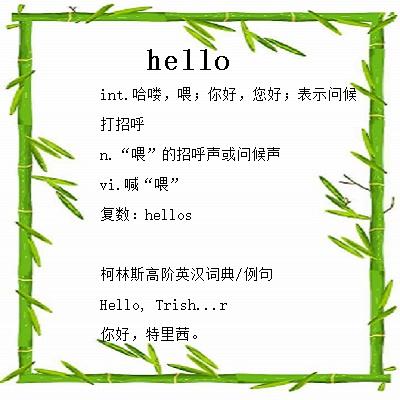 hello
int.哈喽，喂；你好，您好；表示问候
打招呼
n.“喂”的招呼声或问候声
vi.喊“喂”
复数：hellos
柯林斯高阶英汉词典/例句
Hello, Trish...r
你好，特里茜。